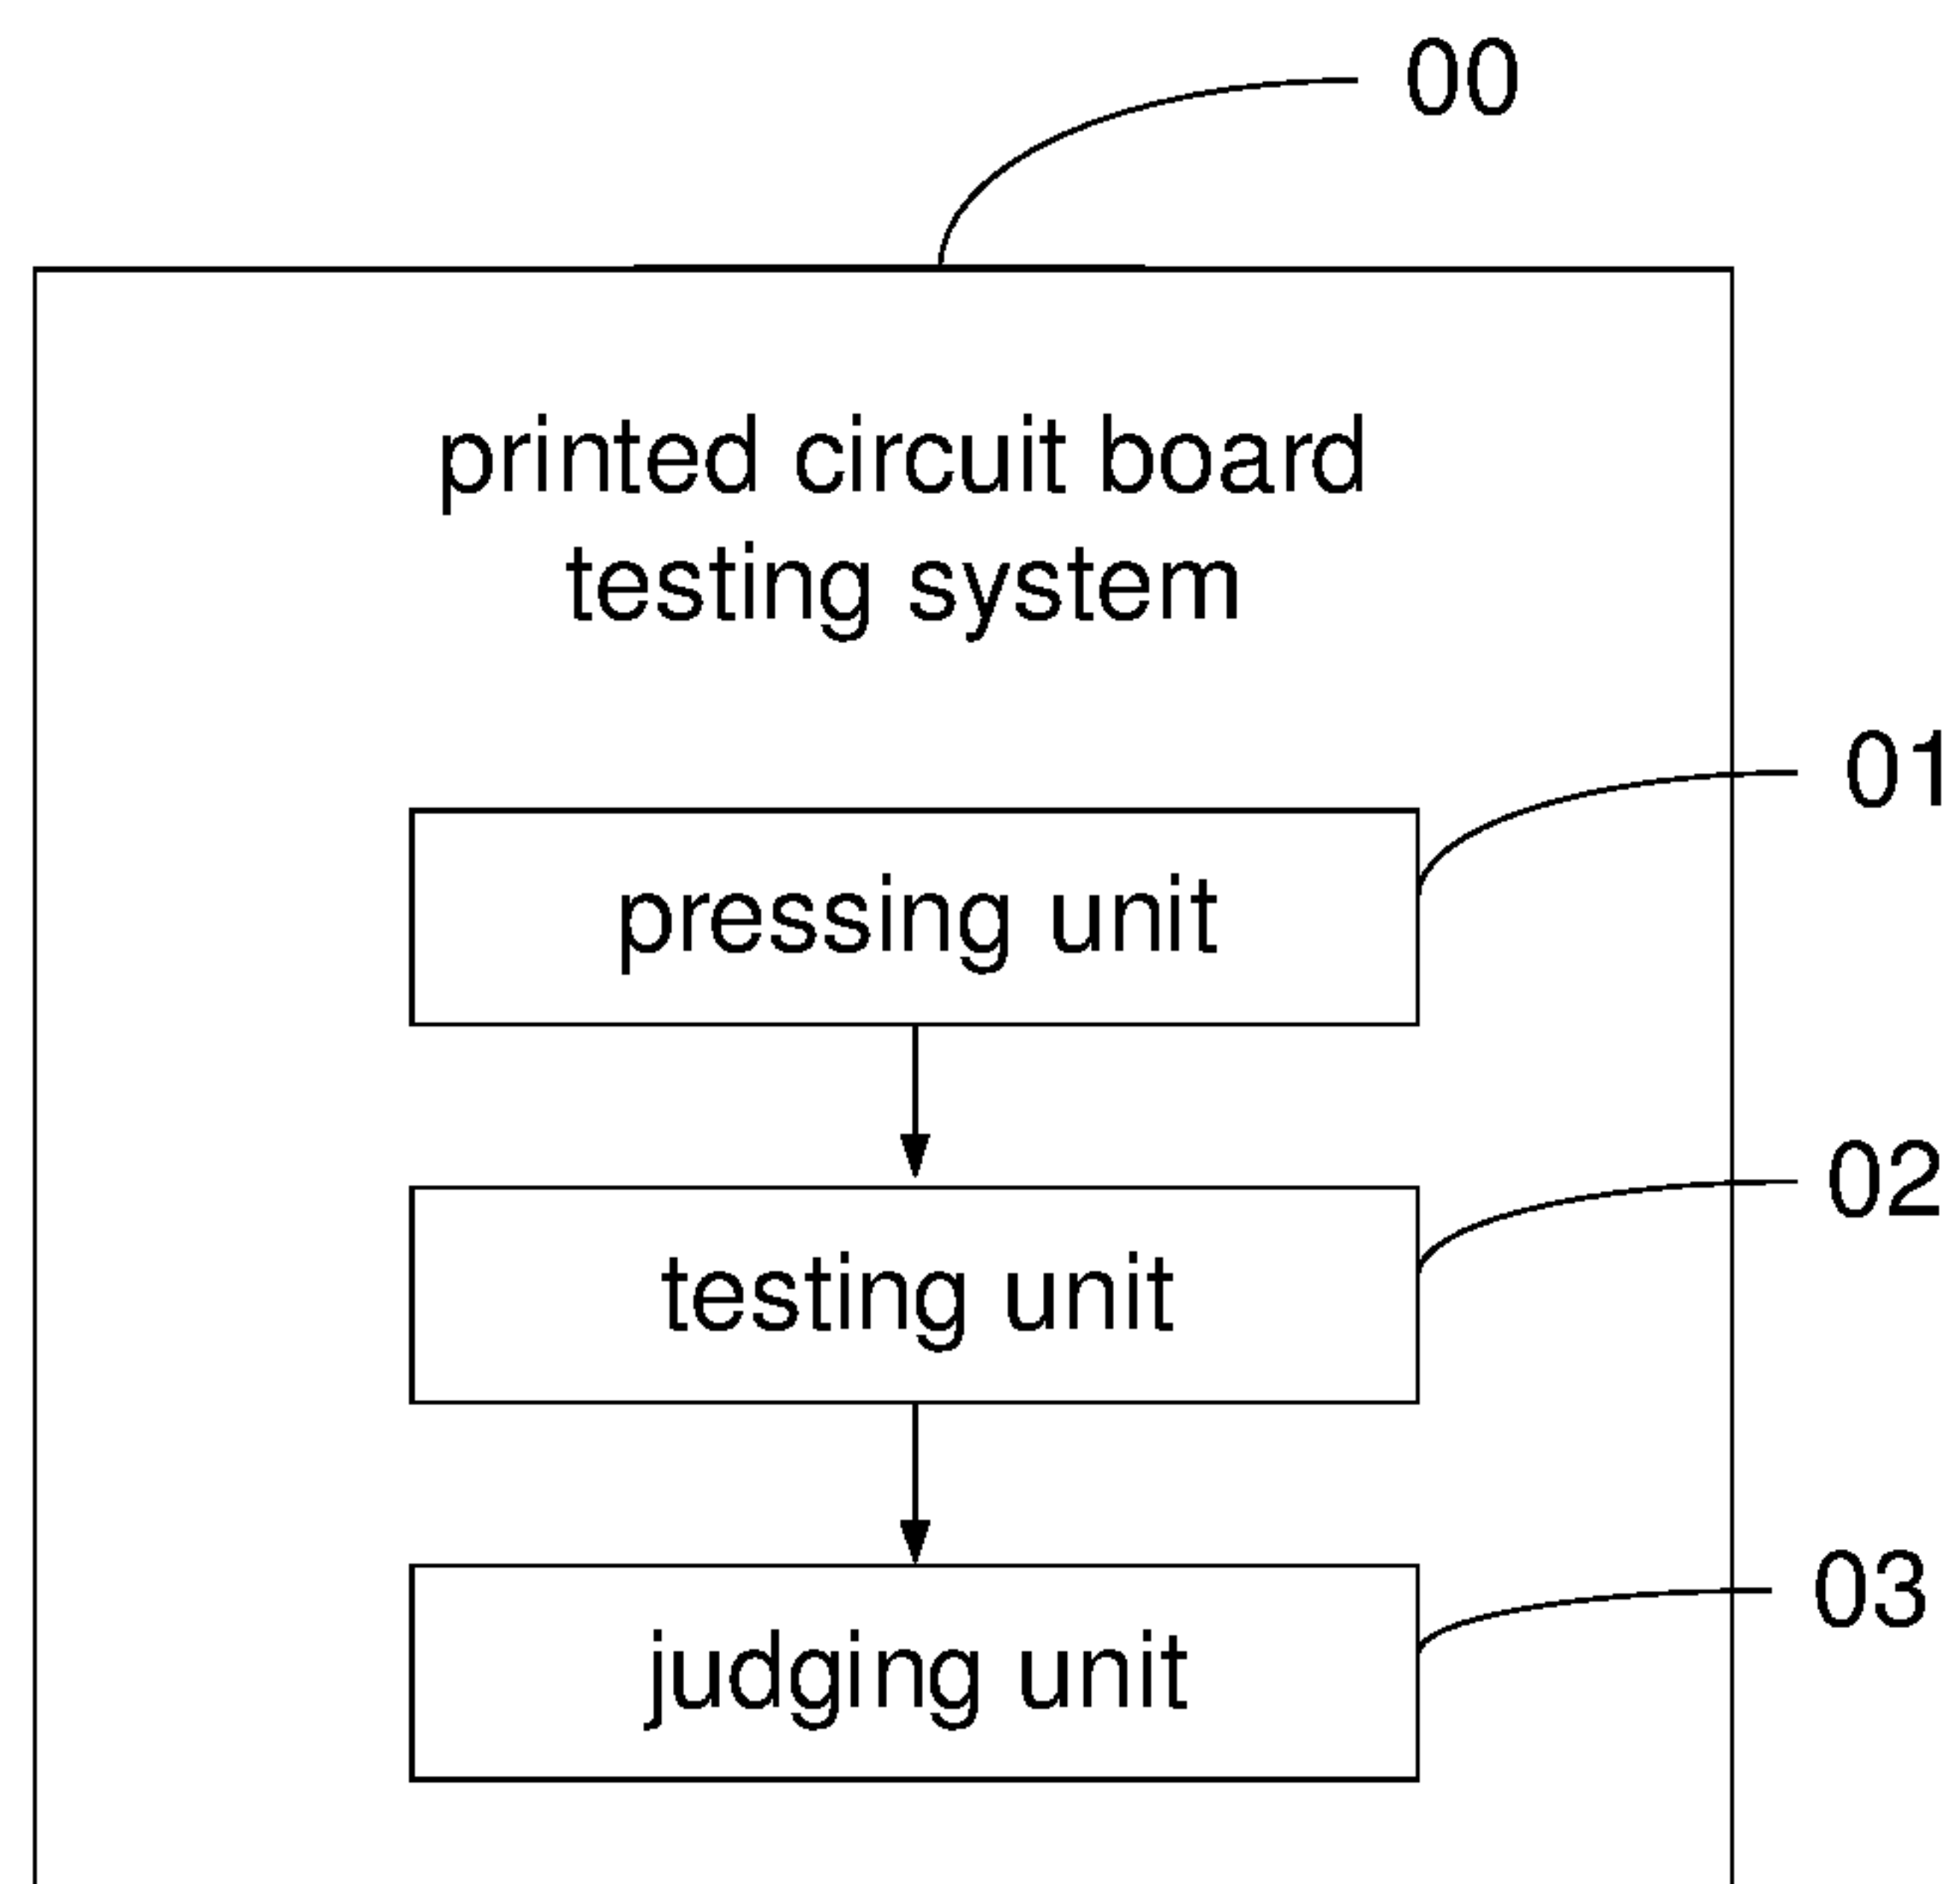 00
printed circuit board
testing system
01
pressing unit
02
testing unit
03
judging unit